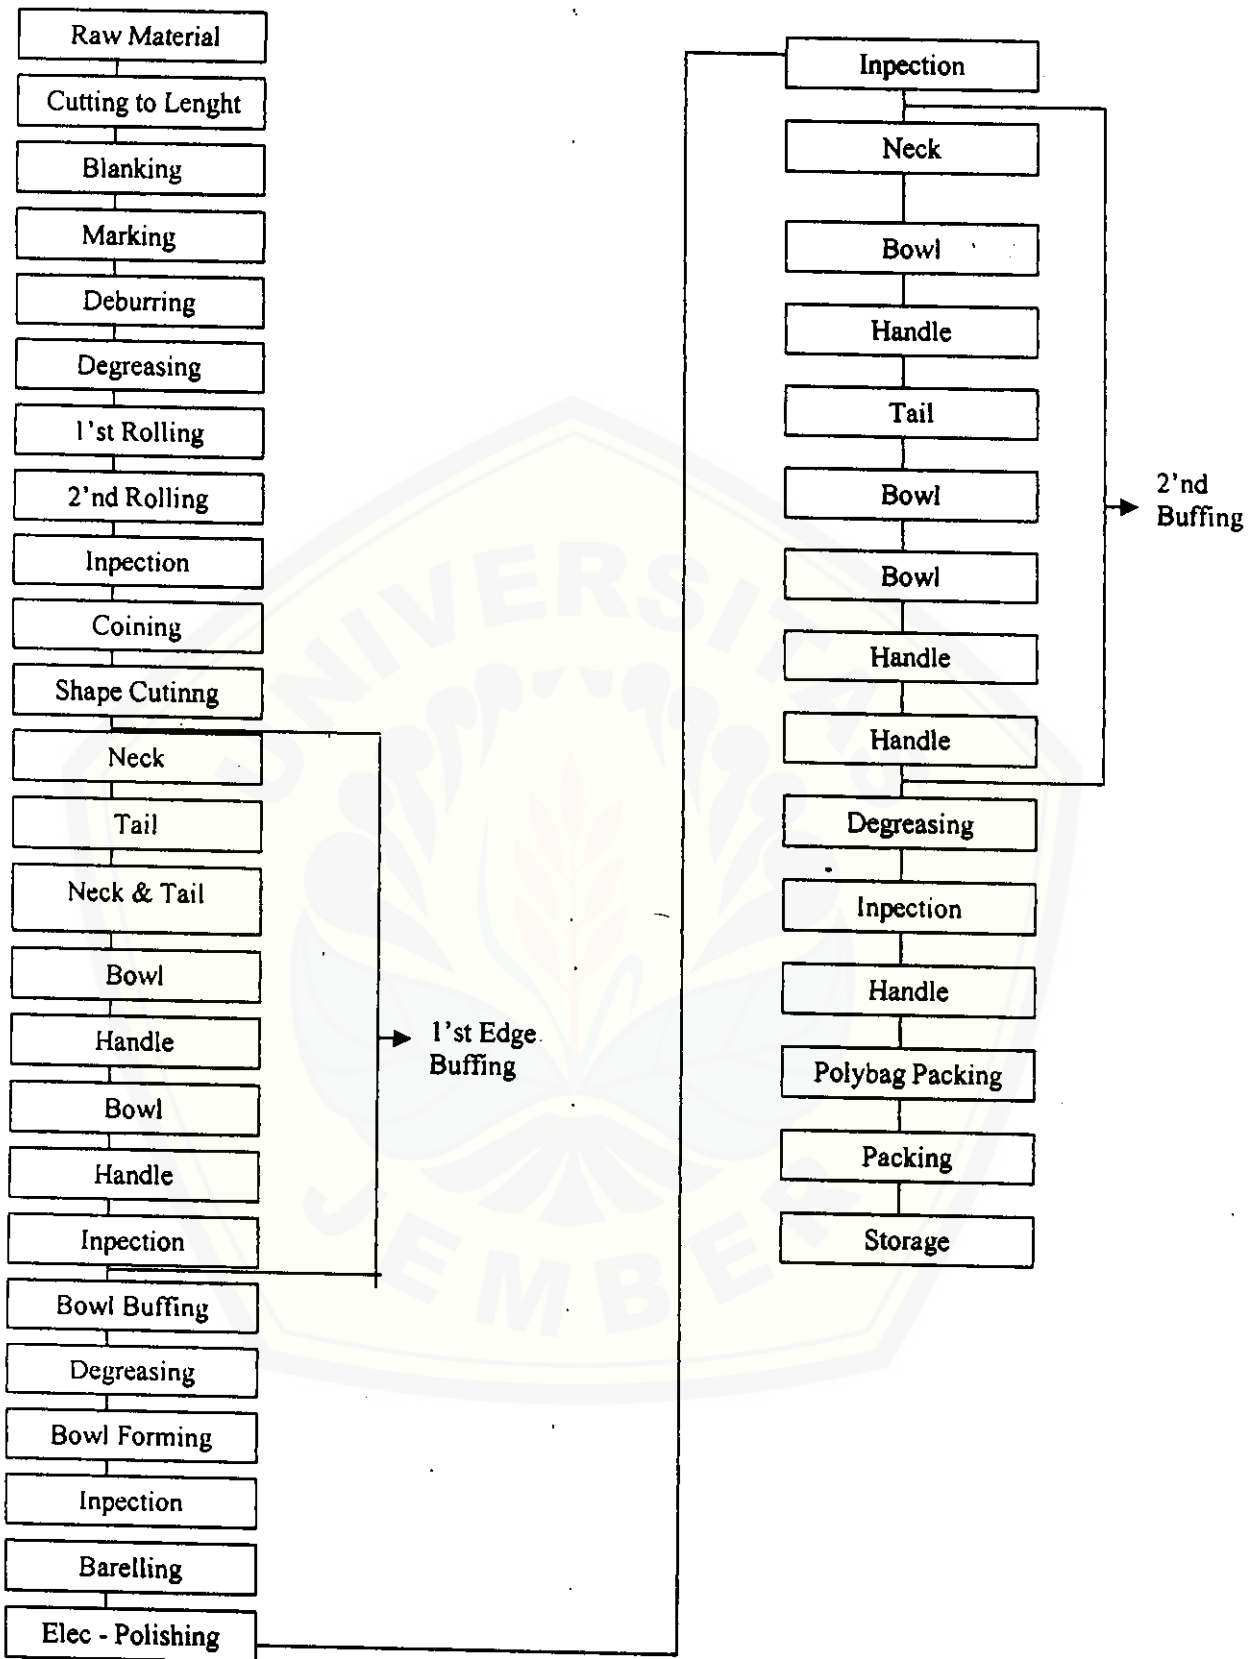 Raw Material
Cutting to Lenght
Blanking
Marking
Deburring
Degreasing
1'st Rolling
2'nd Rolling
Inpection
Coining
Shape Cutinng
Neck
Tail
Neck & Tail
Bowl
Handle
Bowl
Handle
Inpection
1'st Edge
Buffing
Bowl Buffing
Degreasing
Bowl Forming
Inpection
Barelling
Elec - Polishing
Inpection
Neck
Bowl
Handle
Tail
Bowl
Bowl
Handle
Handle
2'nd
Buffing
Degreasing
Inpection
Handle
Polybag Packing
Packing
Storage
UNIVERSITAS
JEMBER